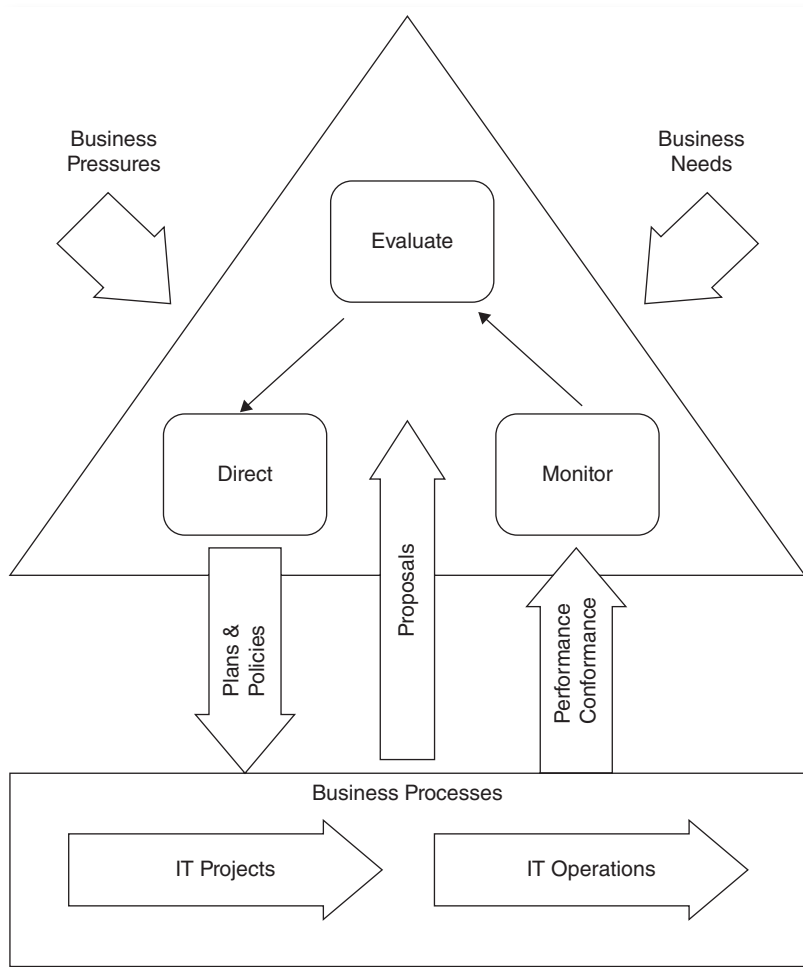 Business
Pressures
Business
Needs
Evaluate
Direct
Monitor
Plans &
Policies
Proposals
Performance
Conformance
Business Processes
IT Projects
IT Operations